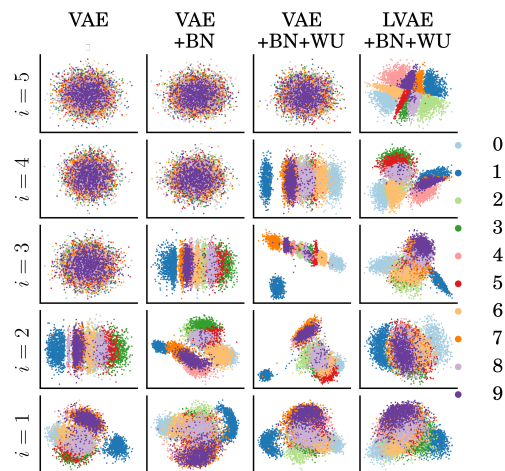 VAE VAE VAE LVAE
+BN +BN+WU +BN+WU
i = 5
i = 4
i = 3
i = 2
i = 1
0
1
2
3
4
5
6
7
8
9